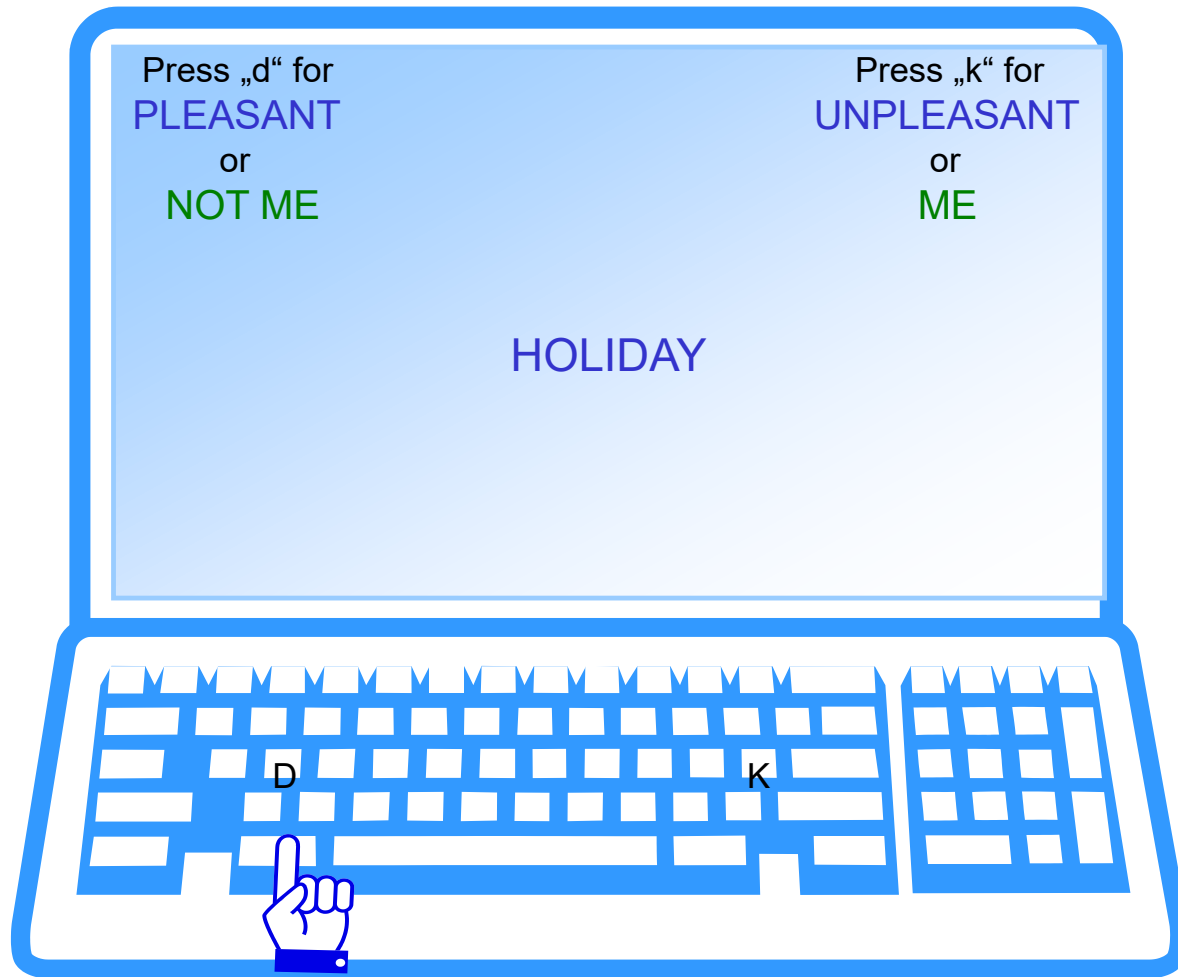 Press „d“ for
PLEASANT
or
NOT ME
Press „k“ for
UNPLEASANT
or
ME
HOLIDAY
D
K